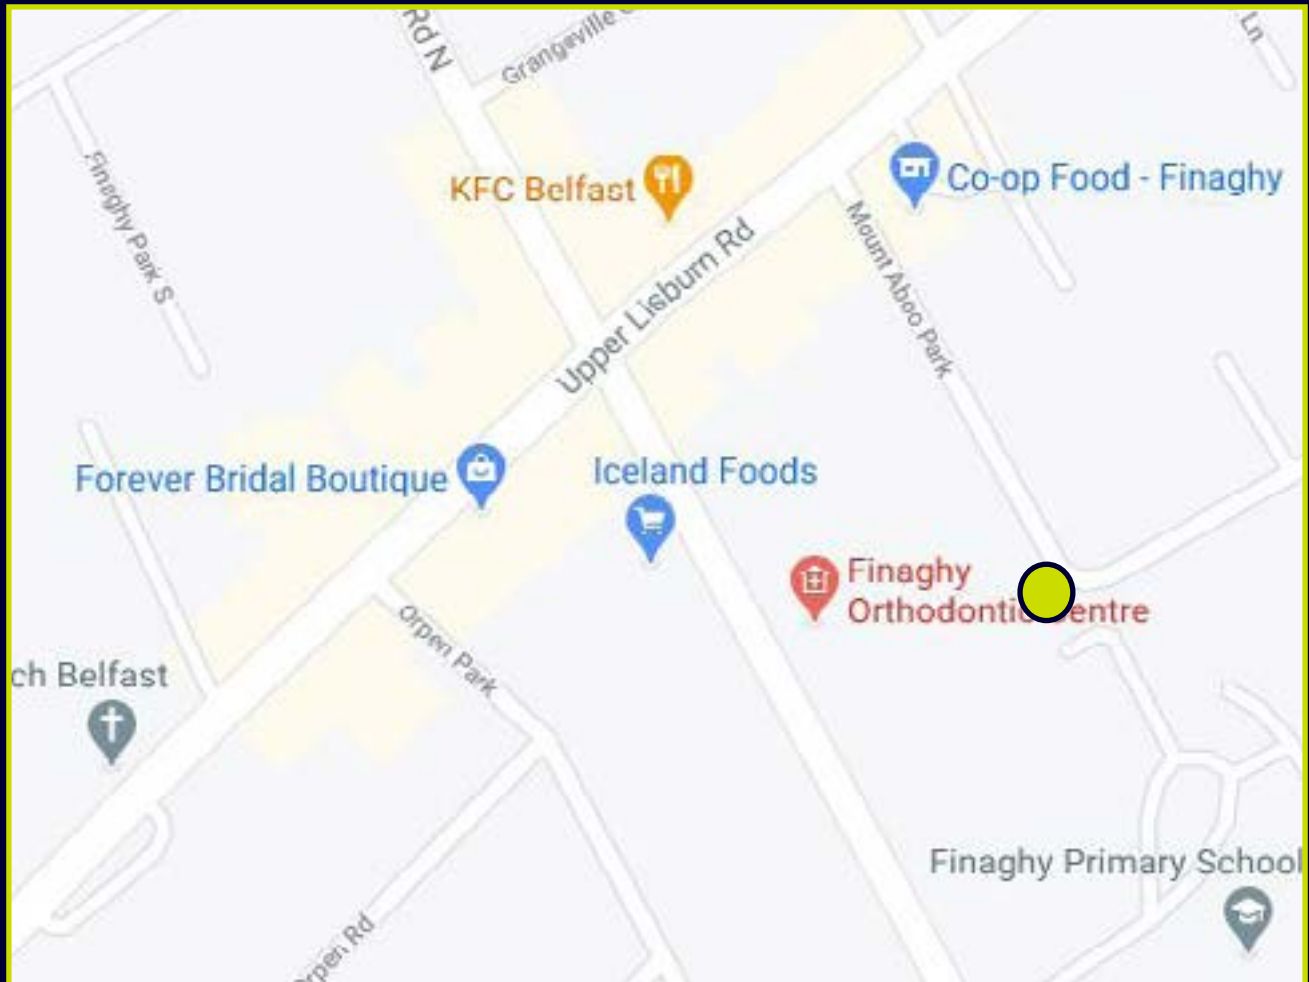 Rd N
Grangeville
Ln
Finaghy Park S
KFC Belfast
Co-op Food - Finaghy
Upper Lisburn Rd
Mount Aboo Park
Forever Bridal Boutique
Iceland Foods
Finaghy
Orthodontic Centre
Orpen Park
ch Belfast
Finaghy Primary School
Orpen Rd